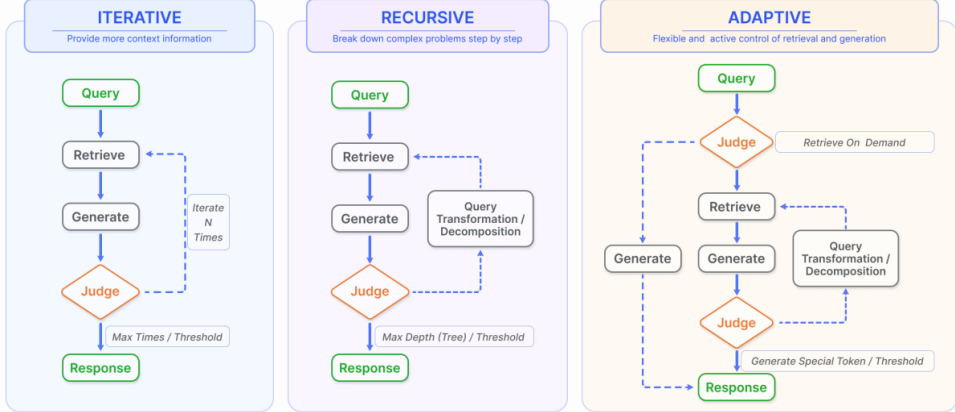 ITERATIVE
Provide more context information
Query
Retrieve
Generate
Iterate
N
Times
Judge
Max Times / Threshold
Response
RECURSIVE
Break down complex problems step by step
Query
Retrieve
Generate
Query
Transformation /
Decomposition
Judge
Max Depth (Tree) / Threshold
Response
ADAPTIVE
Flexible and active control of retrieval and generation
Query
Judge
Retrieve On Demand
Retrieve
Generate
Generate
Query
Transformation /
Decomposition
Judge
Generate Special Token / Threshold
Response